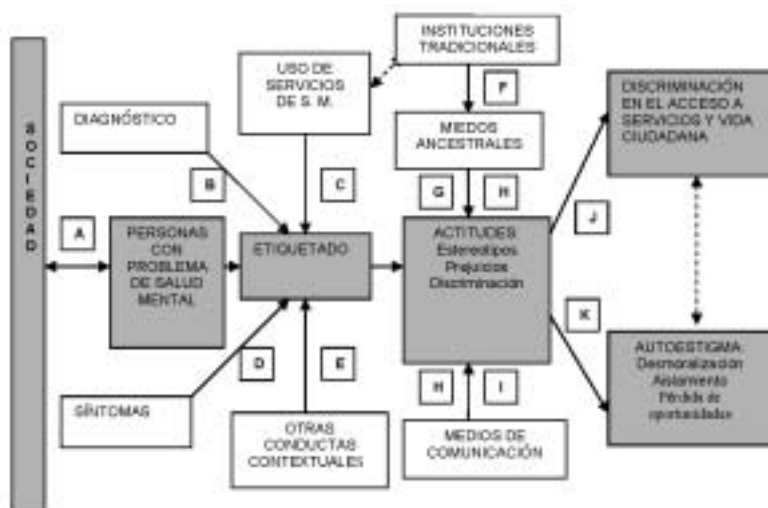 SOCIEDAD
INSTITUCIONES
TRADICIONALES
USO DE
SERVICIOS
DE S. M.
F
DISCRIMINACIÓN
EN EL ACCESO A
SERVICIOS Y VIDA
CIUDADANA
DIAGNÓSTICO
MIEDOS
ANCESTRALES
B
C
G
H
A
PERSONAS
CON
PROBLEMA
DE SALUD
MENTAL
ETIQUETADO
ACTITUDES:
Estereotipos
Prejuicios
Discriminación
J
K
D
E
H
I
AUTOESTIGMA:
Desmoralización
Aislamiento
Pérdida de
oportunidades
SÍNTOMAS
OTRAS
CONDUCTAS
CONTEXTUALES
MEDIOS DE
COMUNICACIÓN